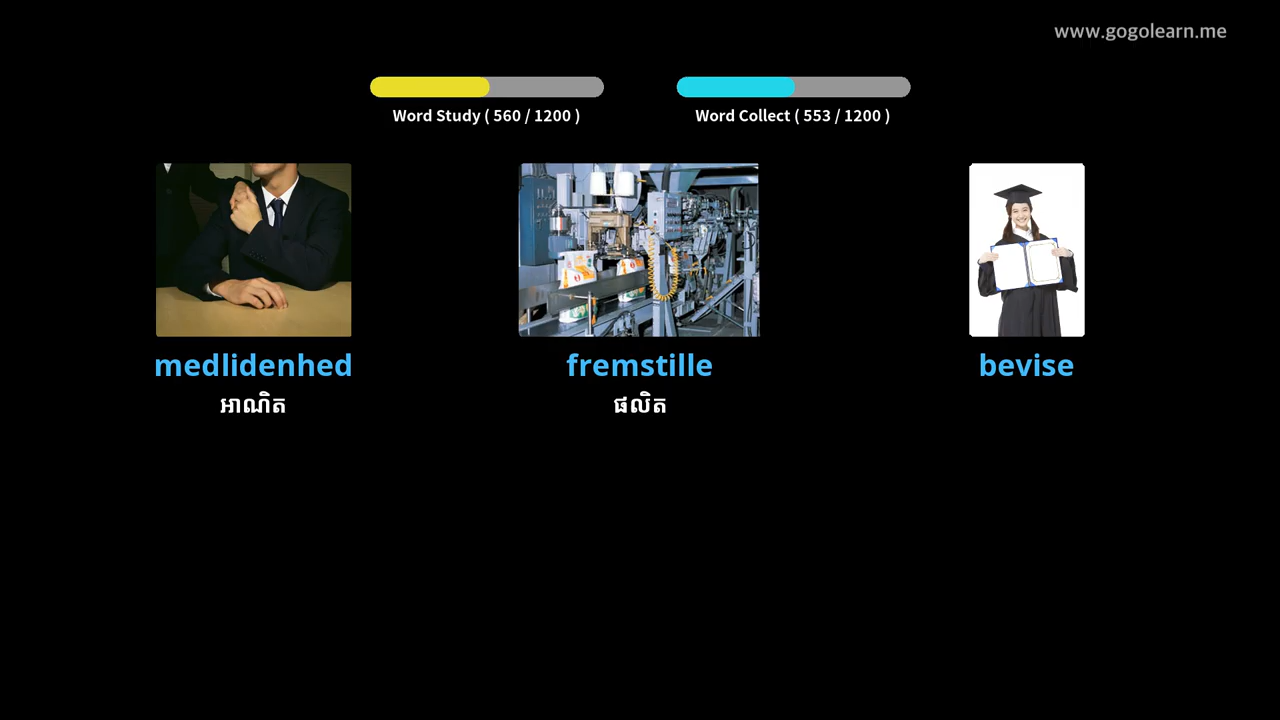 www.gogolearn.me
Word Study ( 560 / 1200 )
Word Collect ( 553 / 1200 )
medlidenhed
fremstille
bevise
អាណិត
ផលិត